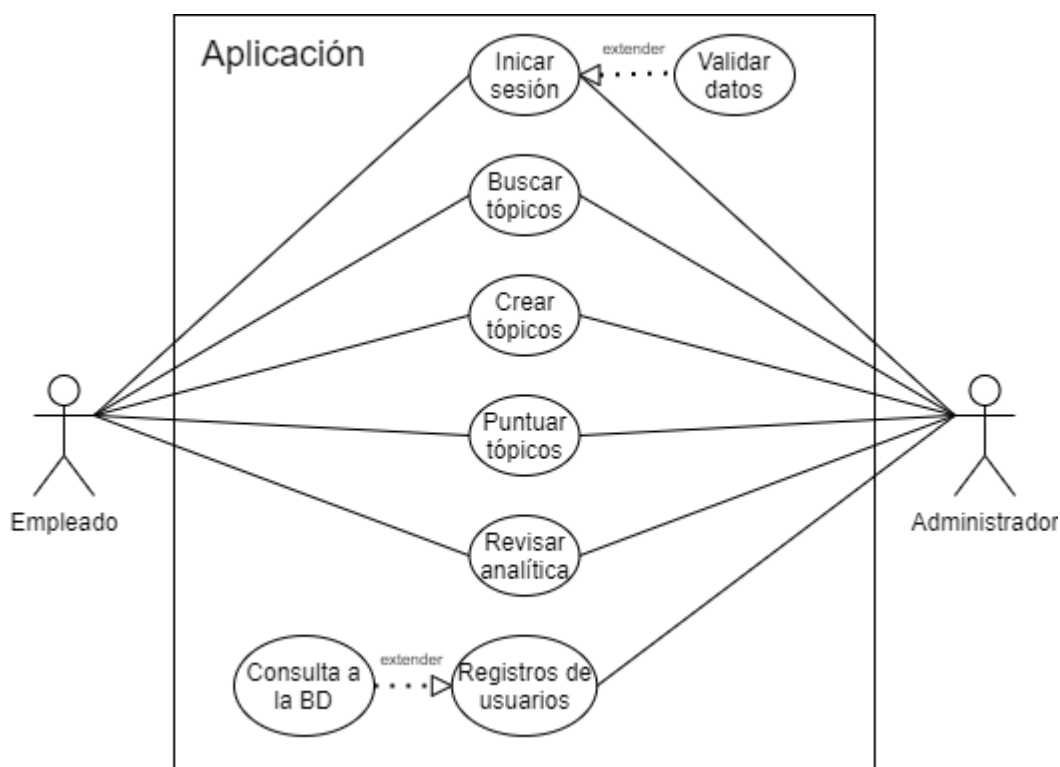 Aplicación
Inicar
sesión
extender
Validar
datos
Buscar
tópicos
Crear
tópicos
Puntuar
tópicos
Empleado
Administrador
Revisar
analítica
Consulta a
la BD
extender
Registros de
usuarios